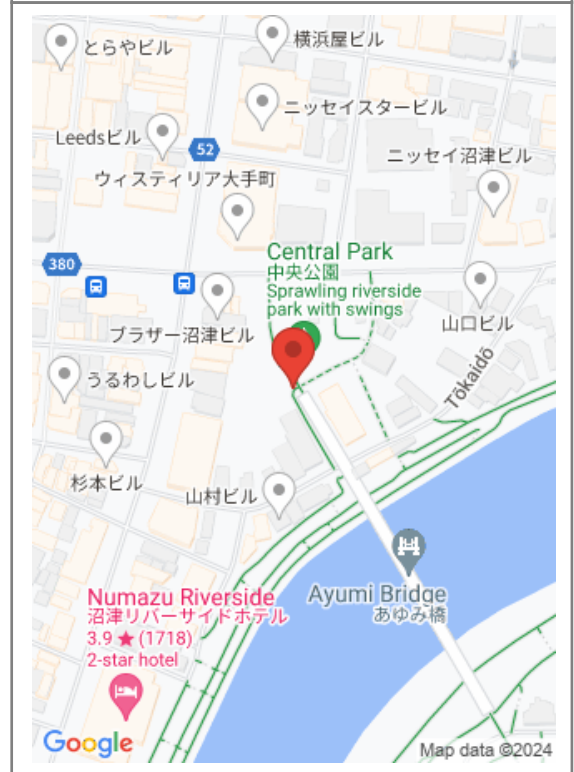 横浜屋ビル
とらやビル
ニッセイスタービル
Leedsビル
52
ニッセイ沼津ビル
ウィスティリア大手町
Central Park
中央公園
Sprawling riverside
park with swings
380
山口ビル
ブラザー沼津ビル
うるわしビル
Tōkaidō
杉本ビル
山村ビル
Numazu Riverside
沼津リバーサイドホテル
3.9 ★ (1718)
2-star hotel
Ayumi Bridge
あゆみ橋
Google
Map data ©2024